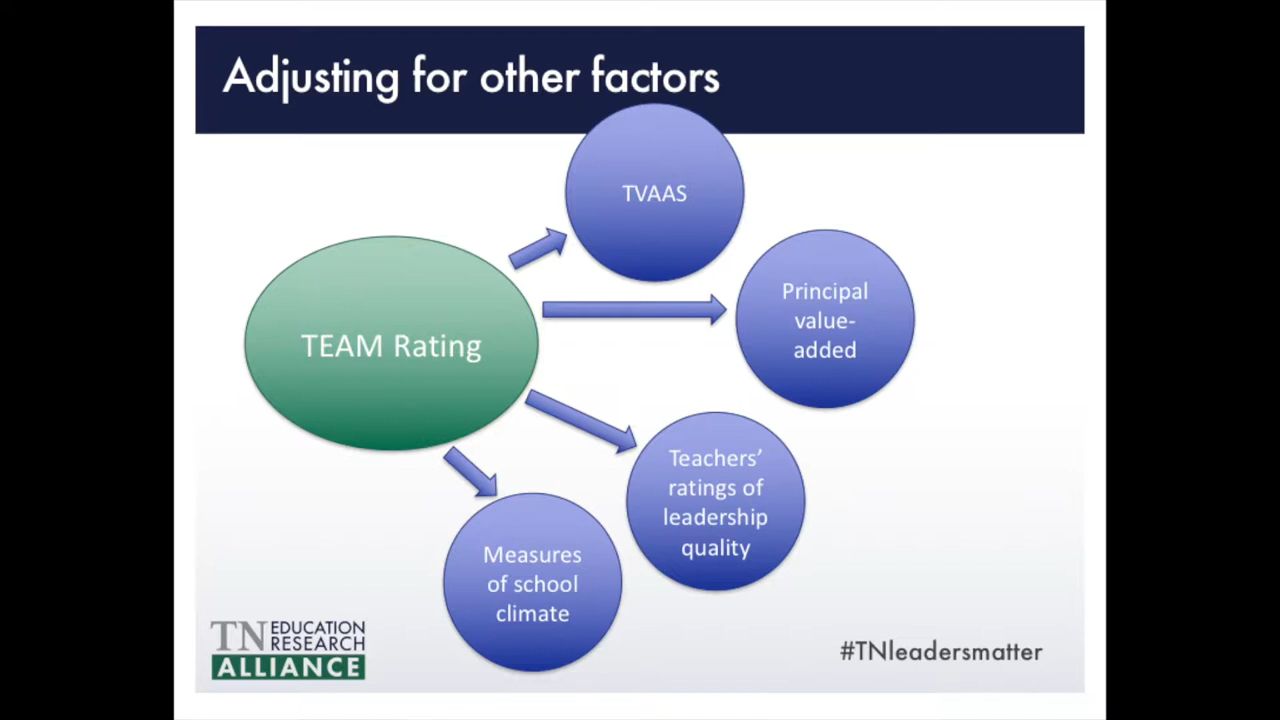 Adjusting for other factors
TVAAS
Principal
value-
added
TEAM Rating
Teachers’
ratings of
leadership
quality
Measures
of school
climate
TN EDUCATION
RESEARCH
ALLIANCE
#TNleadersmatter